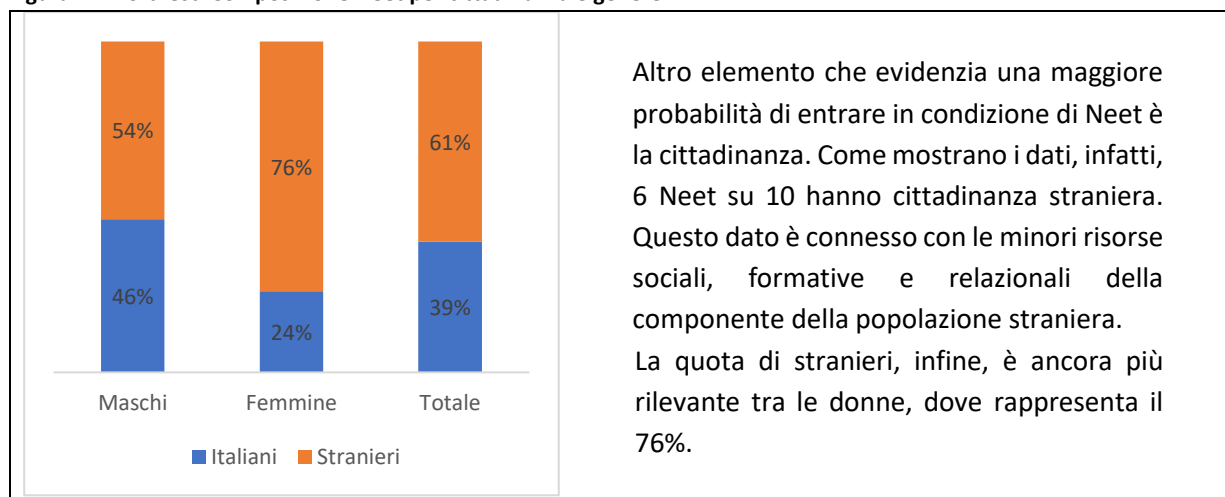 54%
76%
61%
46%
24%
39%
Maschi Femmine Totale
Italiani Stranieri
Altro elemento che evidenzia una maggiore
probabilità di entrare in condizione di Neet è
la cittadinanza. Come mostrano i dati, infatti,
6 Neet su 10 hanno cittadinanza straniera.
Questo dato è connesso con le minori risorse
sociali, formative e relazionali della
componente della popolazione straniera.
La quota di stranieri, infine, è ancora più
rilevante tra le donne, dove rappresenta il
76%.